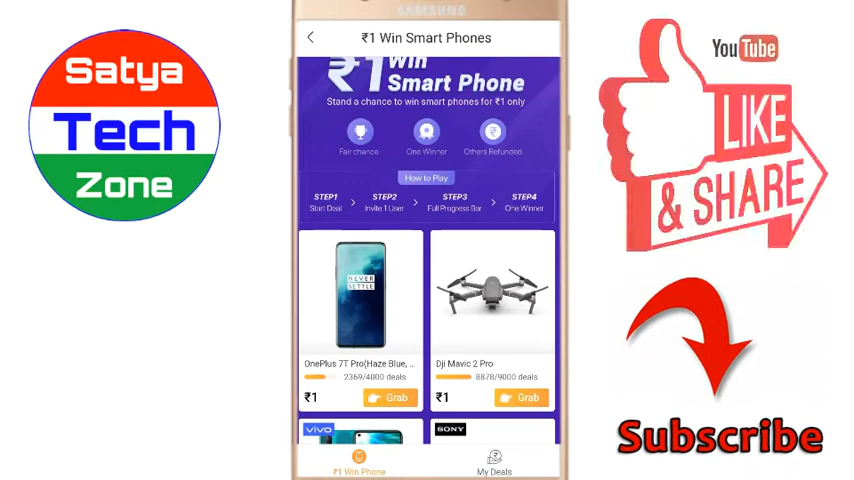 SAMSUNG
₹1 Win Smart Phones
₹1 Win
Smart Phone
Stand a chance to win smart phones for ₹1 only
Fair chance
One Winner
Others Refunded
How to Play
STEP1
Start Deal
STEP2
Invite 1 User
STEP3
Full Progress Bar
STEP4
One Winner
NEVER
SETTLE
OnePlus 7T Pro(Haze Blue, ...
2369/4000 deals
₹1
Grab
Dji Mavic 2 Pro
8878/9000 deals
₹1
Grab
vivo
SONY
₹1 Win Phone
My Deals
Satya
Tech
Zone
YouTube
LIKE
& SHARE
Subscribe